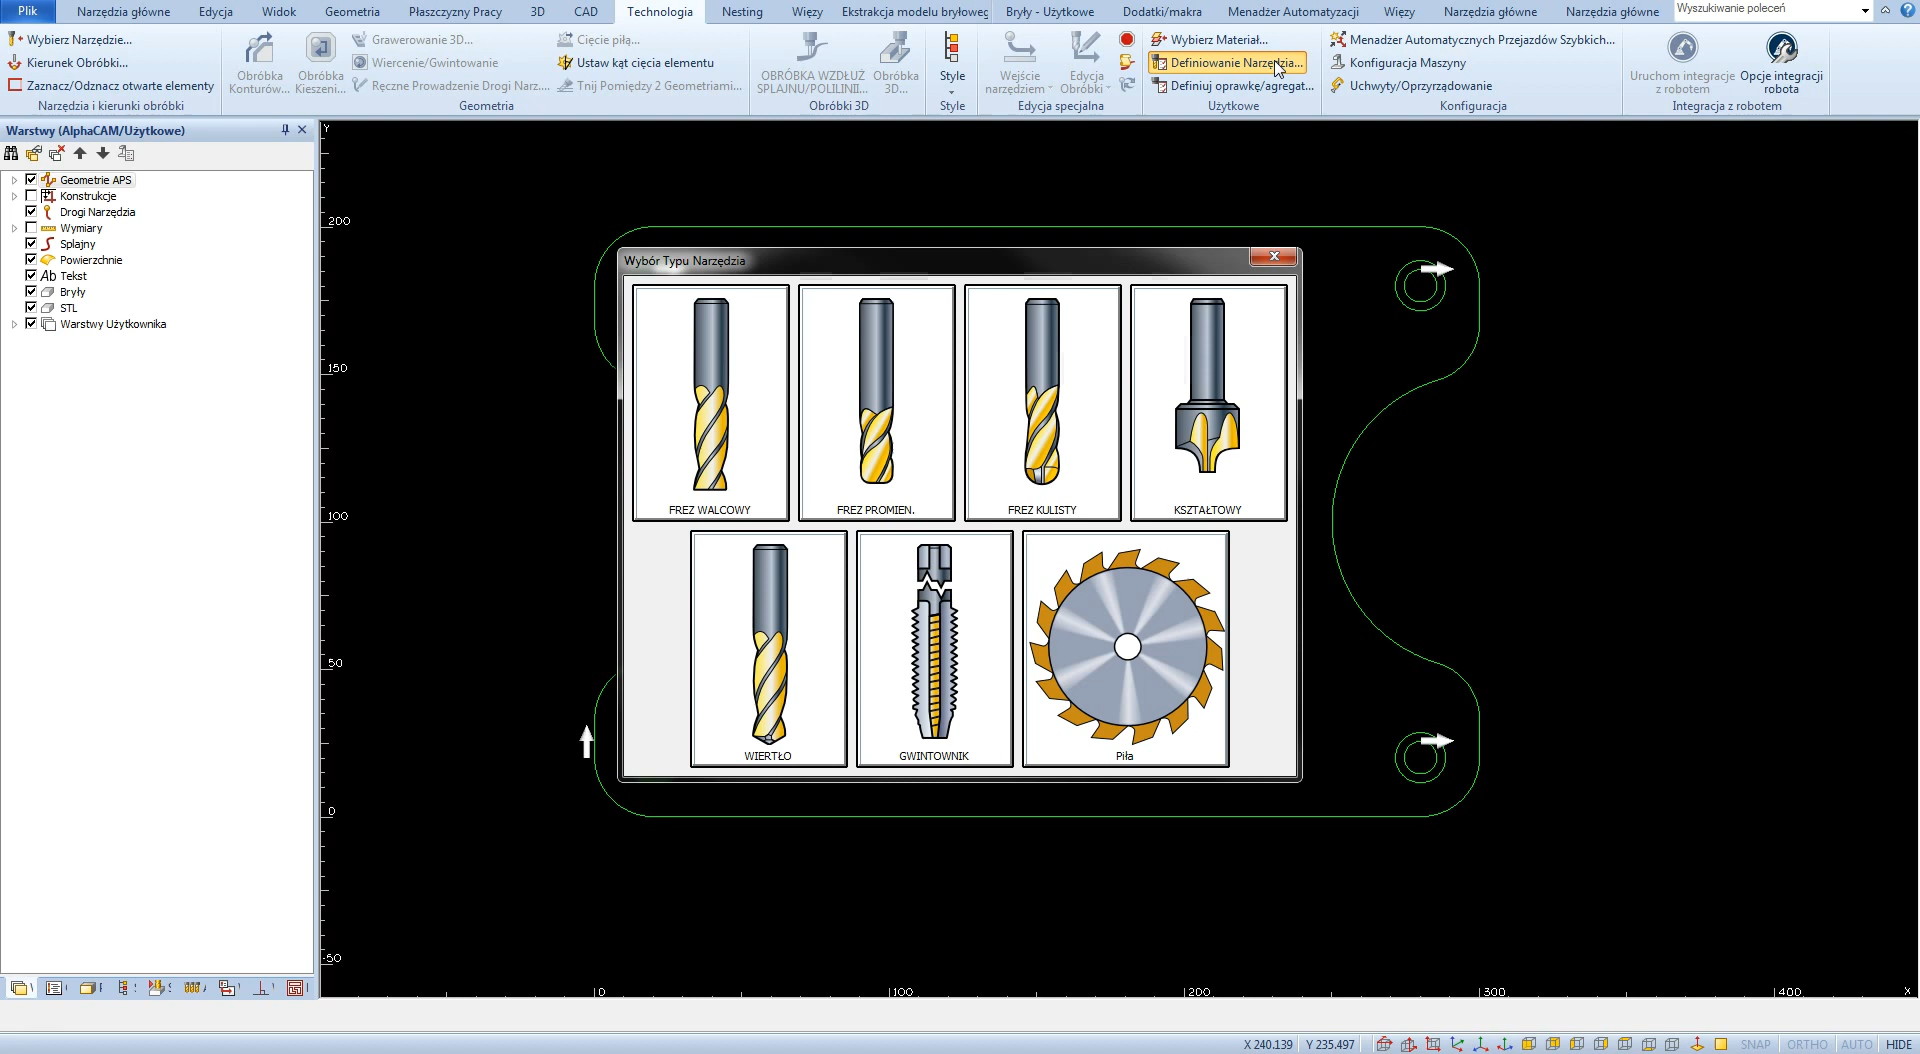 Plik Narzędzia główne Edycja Widok Geometria Płaszczyzny Pracy 3D CAD Technologia Nesting Więzy Ekstrakcja modelu bryłoweg Bryły - Użytkowe Dodatki/makra Menadżer Automatyzacji Więzy Narzędzia główne Narzędzia główne Wyszukiwanie poleceń
Wybierz Narzędzie...
Kierunek Obróbki...
Zaznacz/Odznacz otwarte elementy
Narzędzia i kierunki obróbki
Obróbka Konturów...
Obróbka Kieszeni...
Grawerowanie 3D...
Wiercenie/Gwintowanie
Ręczne Prowadzenie Drogi Narz....
Cięcie piłą...
Ustaw kąt cięcia elementu
Tnij Pomiędzy 2 Geometriami...
Geometria
OBRÓBKA WZDŁUŻ SPLAJNU/POLILINII...
Obróbka 3D...
Obróbki 3D
Style
Style
Wejście narzędziem
Edycja Obróbki
Edycja specjalna
Wybierz Materiał...
Definiowanie Narzędzia...
Definiuj oprawkę/agregat...
Użytkowe
Menadżer Automatycznych Przejazdów Szybkich...
Konfiguracja Maszyny
Uchwyty/Oprzyrządowanie
Konfiguracja
Uruchom integracje z robotem
Opcje integracji robota
Integracja z robotem
Warstwy (AlphaCAM/Użytkowe)
Geometrie APS
Konstrukcje
Drogi Narzędzia
Wymiary
Splajny
Powierzchnie
Ab Tekst
Bryły
STL
Warstwy Użytkownika
Y
200
150
100
50
0
-50
Wybór Typu Narzędzia
FREZ WALCOWY
FREZ PROMIEN.
FREZ KULISTY
KSZTAŁTOWY
WIERTŁO
GWINTOWNIK
Piła
0 100 200 300 400 X
X 240.139 Y 235.497 SNAP ORTHO AUTO HIDE